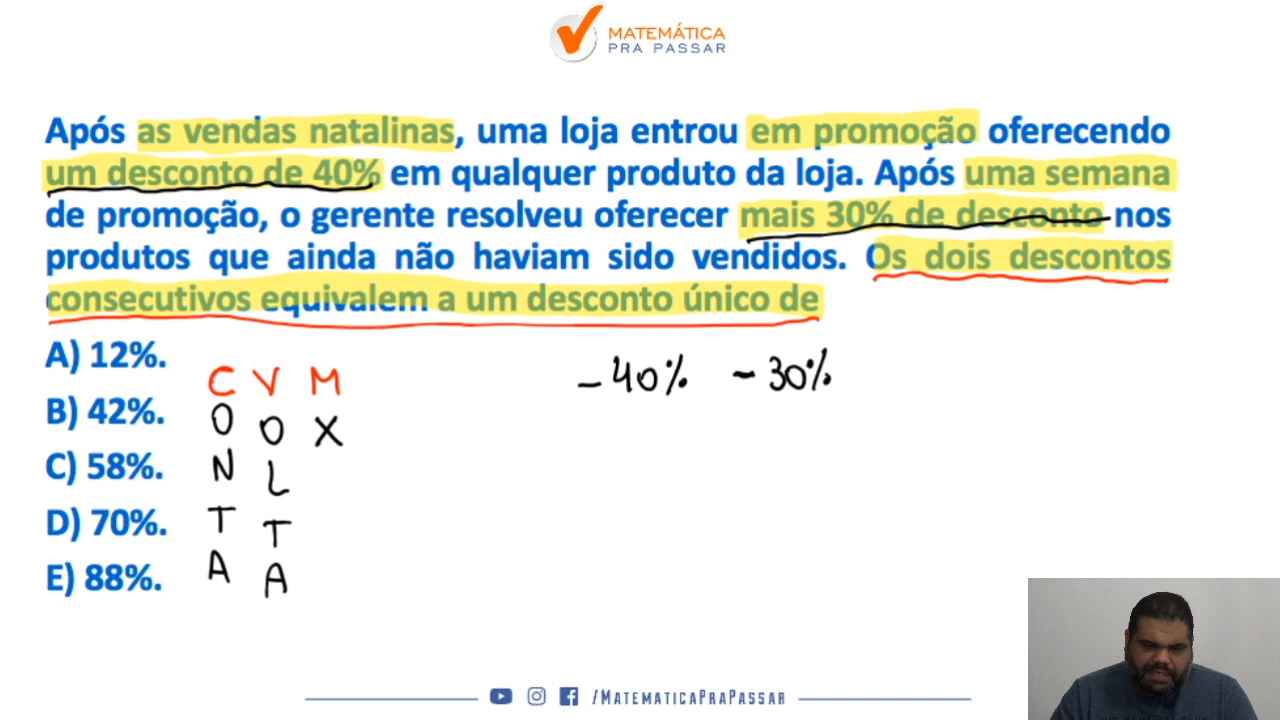 MATEMÁTICA
PRA PASSAR
Após as vendas natalinas, uma loja entrou em promoção oferecendo
um desconto de 40% em qualquer produto da loja. Após uma semana
de promoção, o gerente resolveu oferecer mais 30% de desconto nos
produtos que ainda não haviam sido vendidos. Os dois descontos
consecutivos equivalem a um desconto único de
A) 12%.
B) 42%.
C) 58%.
D) 70%.
E) 88%.
C V M
O O X
N L
T T
A A
-40% -30%
/MATEMATICAPRAPASSAR